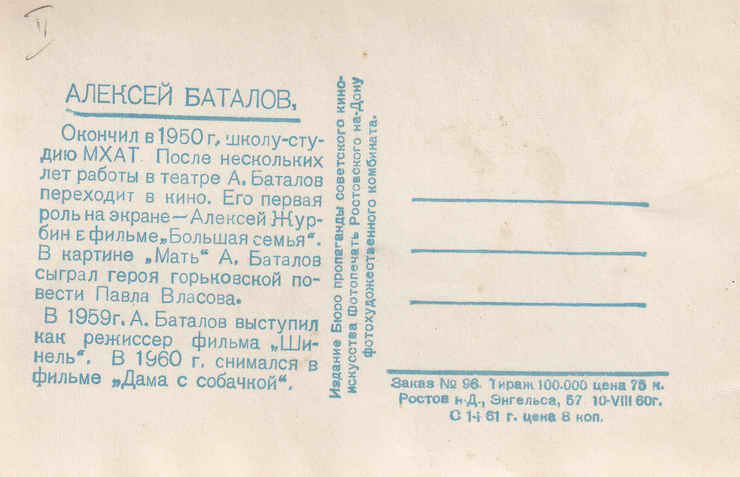 II
АЛЕКСЕЙ БАТАЛОВ.
Окончил в 1950 г. школу-сту-
дию МХАТ. После нескольких
лет работы в театре А. Баталов
переходит в кино. Его первая
роль на экране—Алексей Жур-
бин в фильме „Большая семья".
В картине „Мать" А. Баталов
сыграл героя горьковской по-
вести Павла Власова.
В 1959г. А. Баталов выступил
как режиссер фильма „Ши-
нель". В 1960 г. снимался в
фильме „Дама с собачкой".
Издание Бюро пропаганды советского кино-
искусства Фотопечать Ростовского на-Дону
фотохудожественного комбината.
Заказ № 96. Тираж 100.000 цена 75 к.
Ростов н-Д., Энгельса, 57 10-VIII 60г.
С 1-I 61 г. цена 8 коп.